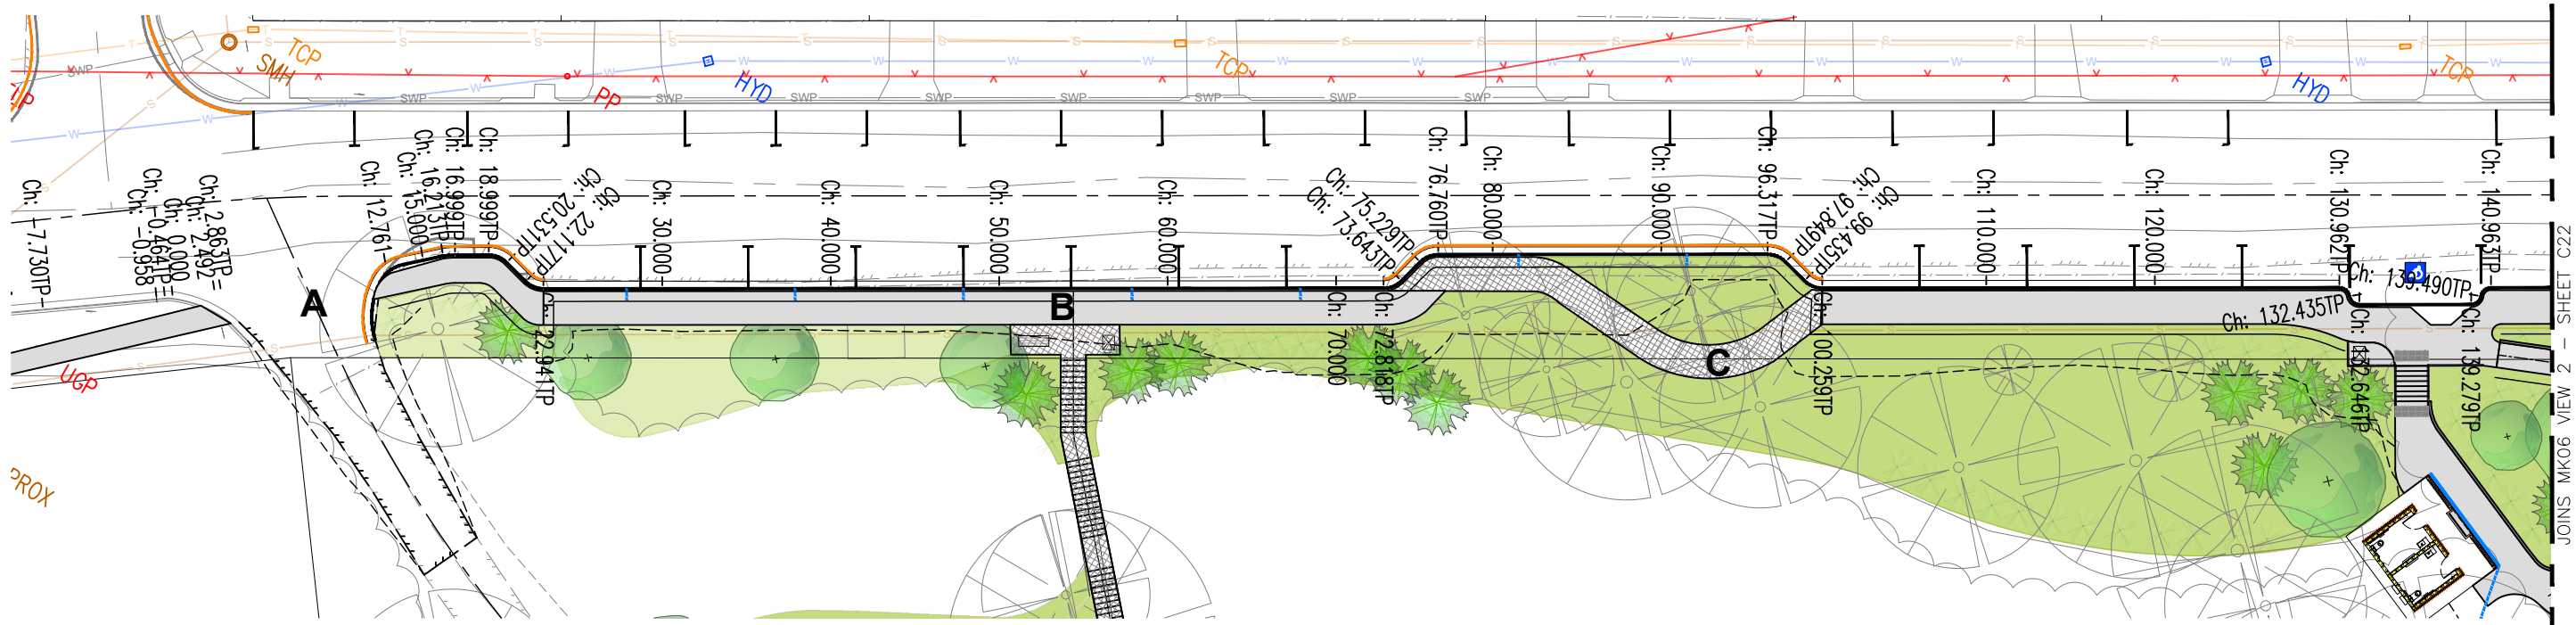 TCP
SMH
SWP
PP
HYD
TCP
HYD
TCP
SWP
SWP
SWP
SWP
SWP
SWP
Ch: -7.730TP
Ch: -0.958
Ch: -0.464TP=
Ch: 0.000
Ch: 2.492
Ch: 2.863TP=
Ch: 12.761
Ch: 15.000
Ch: 16.213TP
Ch: 16.999TP
Ch: 18.999TP
Ch: 20.531TP
Ch: 22.117TP
Ch: 22.941TP
Ch: 30.000
Ch: 40.000
Ch: 50.000
Ch: 60.000
Ch: 70.000
Ch: 72.818TP
Ch: 73.643TP
Ch: 75.229TP
Ch: 76.760TP
Ch: 80.000
Ch: 90.000
Ch: 96.317TP
Ch: 97.849TP
Ch: 99.435TP
Ch: 100.259TP
Ch: 110.000
Ch: 120.000
Ch: 130.962TP
Ch: 132.435TP
Ch: 132.646TP
Ch: 139.279TP
Ch: 139.490TP
Ch: 140.963TP
A
B
C
UGP
PROX
JOINS MK06 VIEW 2 - SHEET C22